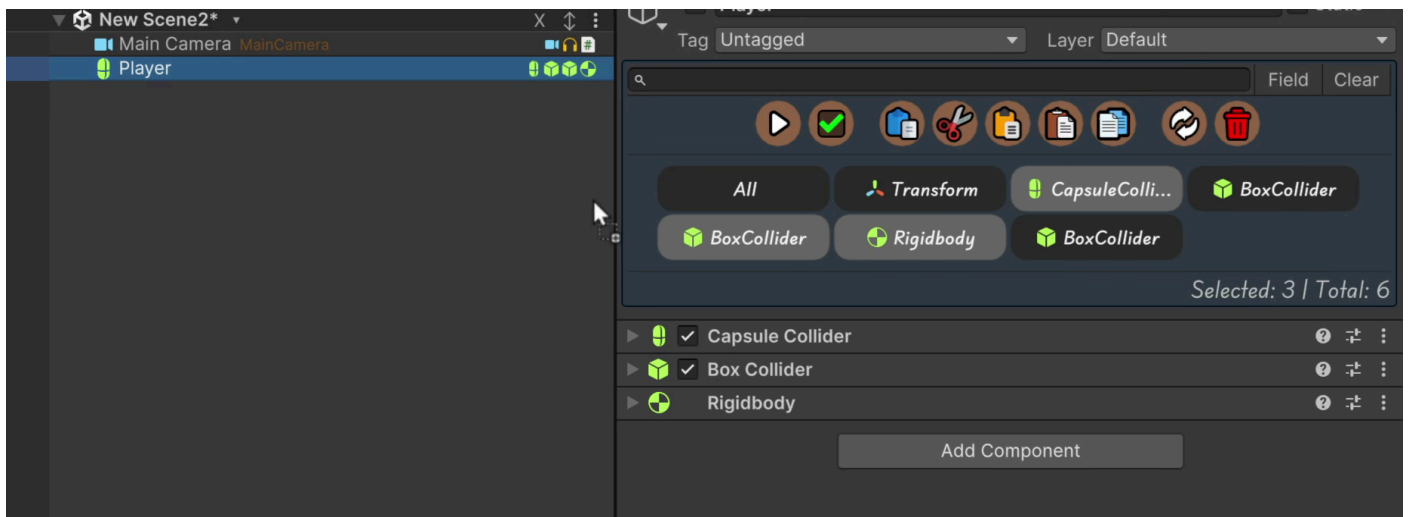 New Scene2*
Main Camera MainCamera
Player
Tag Untagged Layer Default
Field Clear
All Transform CapsuleColli... BoxCollider
BoxCollider Rigidbody BoxCollider
Selected: 3 | Total: 6
Capsule Collider
Box Collider
Rigidbody
Add Component